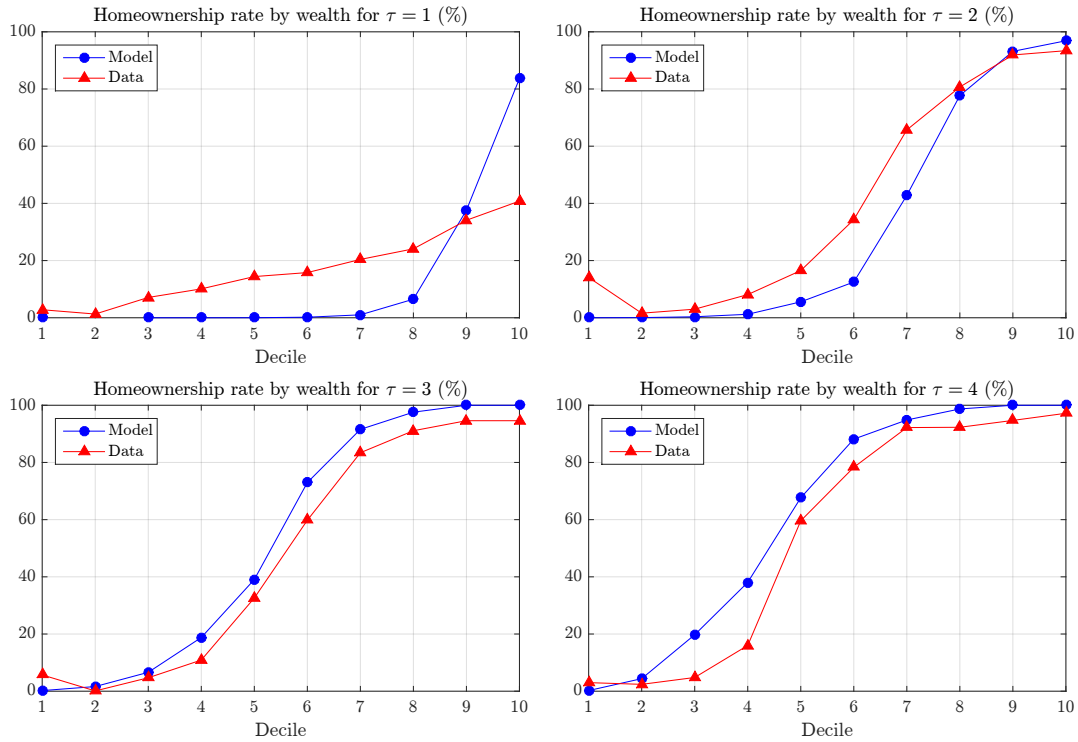 Homeownership rate by wealth for τ = 1 (%)
100
80
60
40
20
0
Model
Data
1 2 3 4 5 6 7 8 9 10
Decile
Homeownership rate by wealth for τ = 2 (%)
100
80
60
40
20
0
Model
Data
1 2 3 4 5 6 7 8 9 10
Decile
Homeownership rate by wealth for τ = 3 (%)
100
80
60
40
20
0
Model
Data
1 2 3 4 5 6 7 8 9 10
Decile
Homeownership rate by wealth for τ = 4 (%)
100
80
60
40
20
0
Model
Data
1 2 3 4 5 6 7 8 9 10
Decile